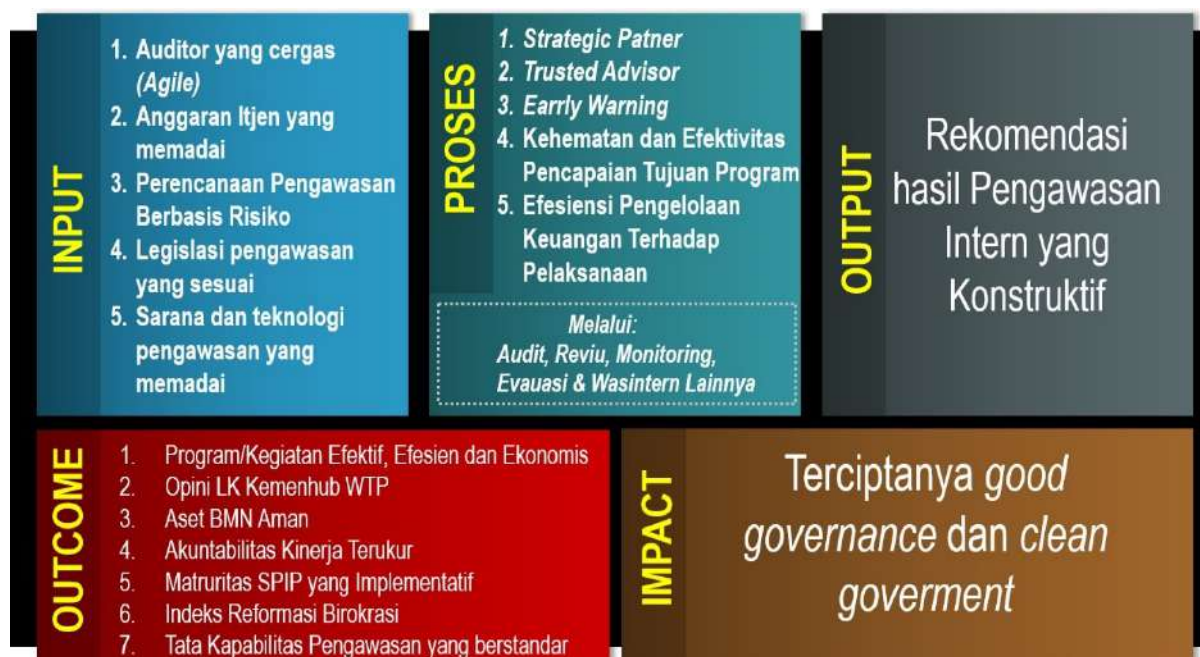 INPUT
1. Auditor yang cergas
(Agile)
2. Anggaran Itjen yang
memadai
3. Perencanaan Pengawasan
Berbasis Risiko
4. Legislasi pengawasan
yang sesuai
5. Sarana dan teknologi
pengawasan yang
memadai
PROSES
1. Strategic Patner
2. Trusted Advisor
3. Earrly Warning
4. Kehematan dan Efektivitas
Pencapaian Tujuan Program
5. Efesiensi Pengelolaan
Keuangan Terhadap
Pelaksanaan
Melalui:
Audit, Reviu, Monitoring,
Evauasi & Wasintern Lainnya
OUTPUT
Rekomendasi
hasil Pengawasan
Intern yang
Konstruktif
OUTCOME
1. Program/Kegiatan Efektif, Efesien dan Ekonomis
2. Opini LK Kemenhub WTP
3. Aset BMN Aman
4. Akuntabilitas Kinerja Terukur
5. Matruritas SPIP yang Implementatif
6. Indeks Reformasi Birokrasi
7. Tata Kapabilitas Pengawasan yang berstandar
IMPACT
Terciptanya good
governance dan clean
goverment